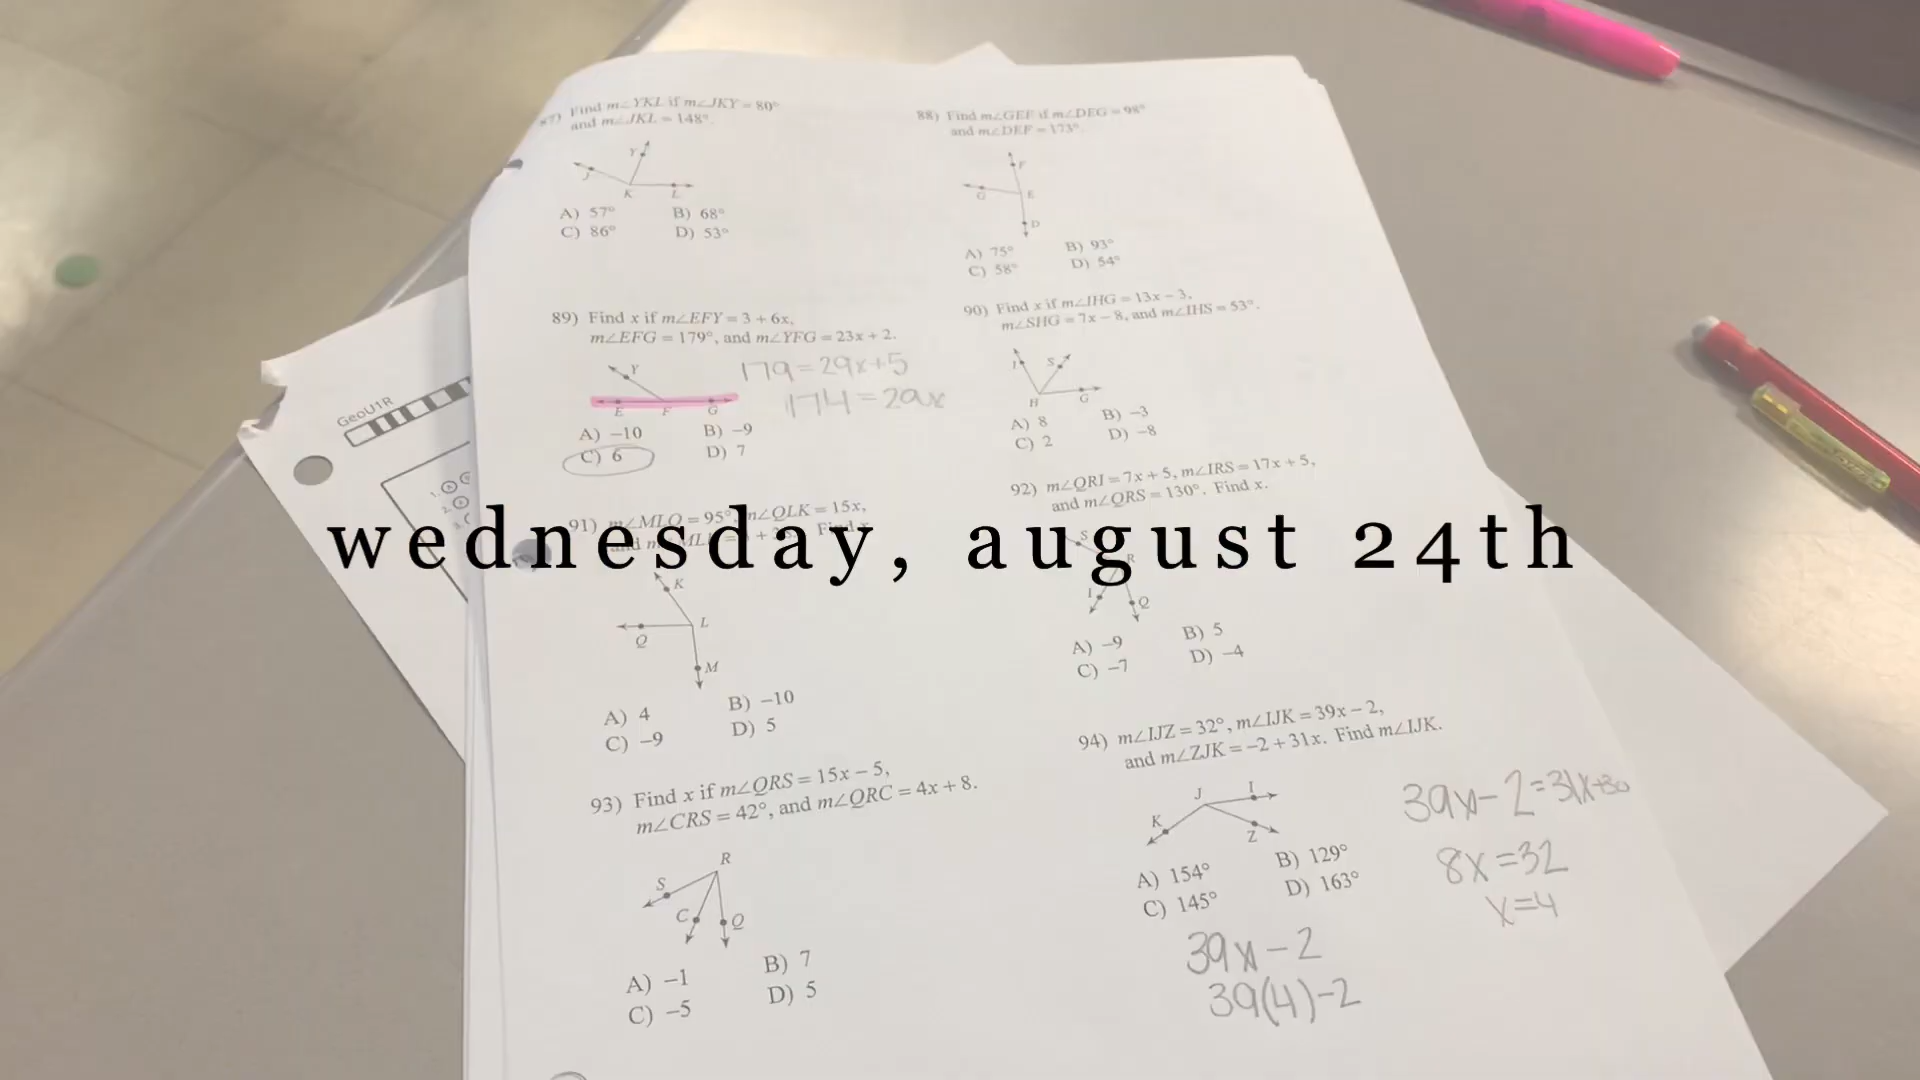 87) Find m∠YKL if m∠JKY = 80°
and m∠JKL = 148°.
Y
J
K
L
A) 57°
B) 68°
C) 86°
D) 53°
88) Find m∠GEF if m∠DEG = 98°
and m∠DEF = 173°.
F
G
E
D
A) 75°
B) 93°
C) 58°
D) 54°
89) Find x if m∠EFY = 3 + 6x,
m∠EFG = 179°, and m∠YFG = 23x + 2.
179 = 29x+5
174 = 29x
Y
E
F
G
A) −10
B) −9
C) 6
D) 7
90) Find x if m∠IHG = 13x − 3,
m∠SHG = 7x − 8, and m∠IHS = 53°.
I
S
H
G
A) 8
B) −3
C) 2
D) −8
GeoU1R
wednesday, august 24th
91) m∠MLQ = 95°, m∠QLK = 15x,
K
Q
L
M
A) 4
B) −10
C) −9
D) 5
92) m∠QRI = 7x + 5, m∠IRS = 17x + 5,
and m∠QRS = 130°. Find x.
S
R
I
Q
A) −9
B) 5
C) −7
D) −4
93) Find x if m∠QRS = 15x − 5,
m∠CRS = 42°, and m∠QRC = 4x + 8.
R
S
C
Q
A) −1
B) 7
C) −5
D) 5
94) m∠IJZ = 32°, m∠IJK = 39x − 2,
and m∠ZJK = −2 + 31x. Find m∠IJK.
J
I
K
Z
A) 154°
B) 129°
C) 145°
D) 163°
39x−2=31x+30
8x=32
x=4
39x−2
39(4)−2